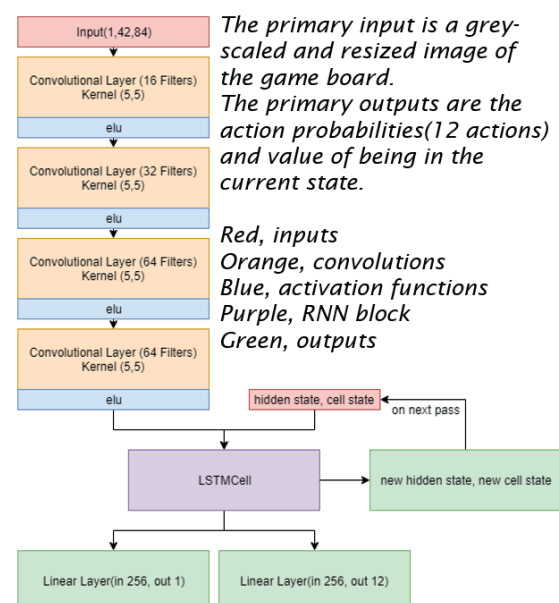 Input(1,42,84)
Convolutional Layer (16 Filters)
Kernel (5,5)
elu
Convolutional Layer (32 Filters)
Kernel (5,5)
elu
Convolutional Layer (64 Filters)
Kernel (5,5)
elu
Convolutional Layer (64 Filters)
Kernel (5,5)
elu
The primary input is a grey-
scaled and resized image of
the game board.
The primary outputs are the
action probabilities(12 actions)
and value of being in the
current state.
Red, inputs
Orange, convolutions
Blue, activation functions
Purple, RNN block
Green, outputs
hidden state, cell state
on next pass
LSTMCell
new hidden state, new cell state
Linear Layer(in 256, out 1)
Linear Layer(in 256, out 12)